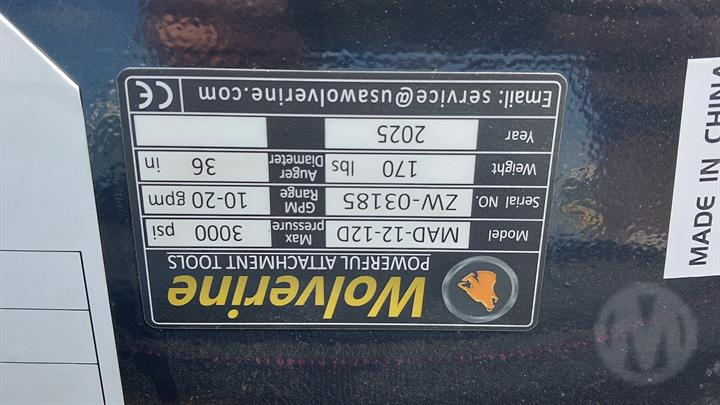 Wolverine
POWERFUL ATTACHMENT TOOLS
Model MAD-12-12D Max pressure 3000 psi
Serial NO. ZW-03185 GPM Range 10-20 gpm
Weight 170 lbs Auger Diameter 36 in
Year 2025
Email: service@usawolverine.com CE
MADE IN CHINA